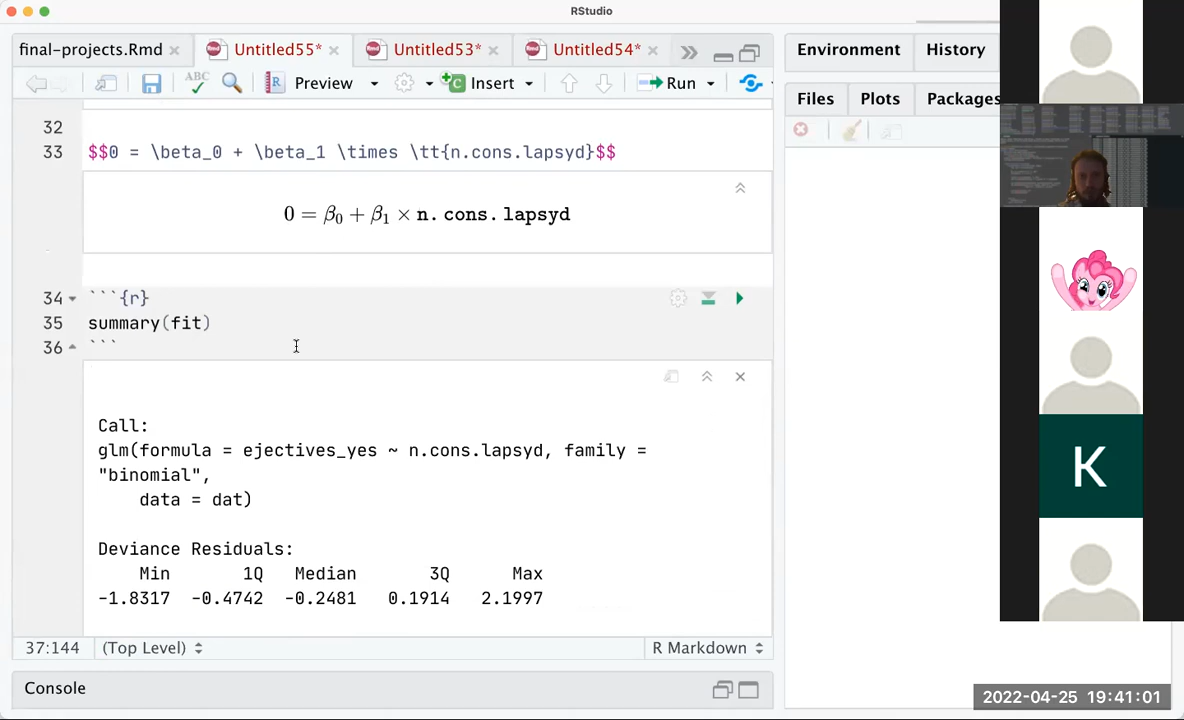 RStudio
final-projects.Rmd
Untitled55*
Untitled53*
Untitled54*
ABC
Preview
Insert
Run
32
33 $$0 = \beta_0 + \beta_1 \times \tt{n.cons.lapsyd}$$
0 = β0 + β1 × n.cons.lapsyd
34 ```{r}
35 summary(fit)
36 ```
Call:
glm(formula = ejectives_yes ~ n.cons.lapsyd, family =
"binomial",
data = dat)
Deviance Residuals:
Min 1Q Median 3Q Max
-1.8317 -0.4742 -0.2481 0.1914 2.1997
37:144 (Top Level) R Markdown
Console
Environment History
Files Plots Packages
K
2022-04-25 19:41:01